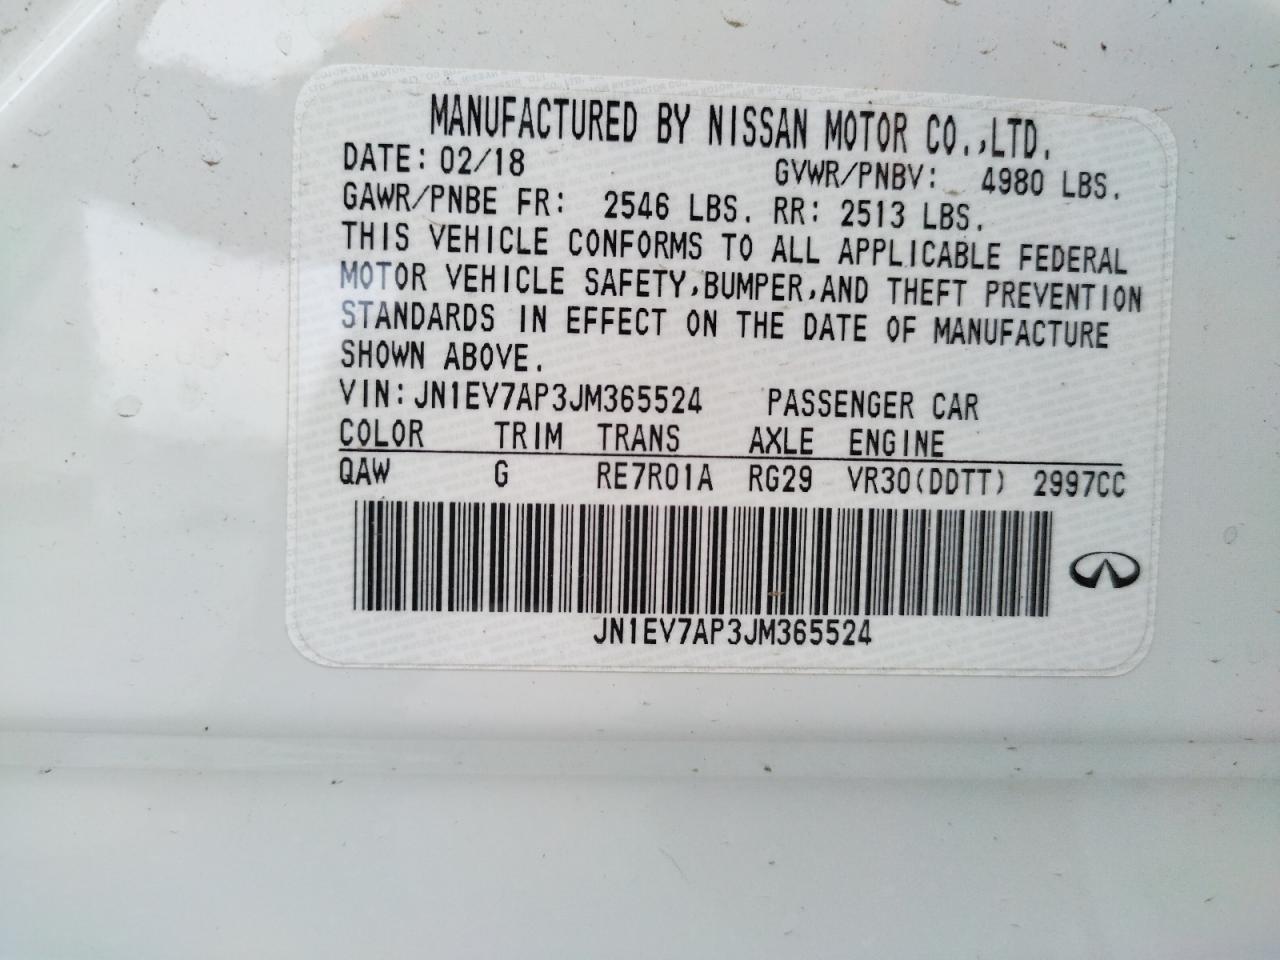 MANUFACTURED BY NISSAN MOTOR CO.,LTD.
DATE: 02/18 GVWR/PNBV: 4980 LBS.
GAWR/PNBE FR: 2546 LBS. RR: 2513 LBS.
THIS VEHICLE CONFORMS TO ALL APPLICABLE FEDERAL
MOTOR VEHICLE SAFETY,BUMPER,AND THEFT PREVENTION
STANDARDS IN EFFECT ON THE DATE OF MANUFACTURE
SHOWN ABOVE.
VIN:JN1EV7AP3JM365524 PASSENGER CAR
COLOR TRIM TRANS AXLE ENGINE
QAW G RE7R01A RG29 VR30(DDTT) 2997CC
JN1EV7AP3JM365524